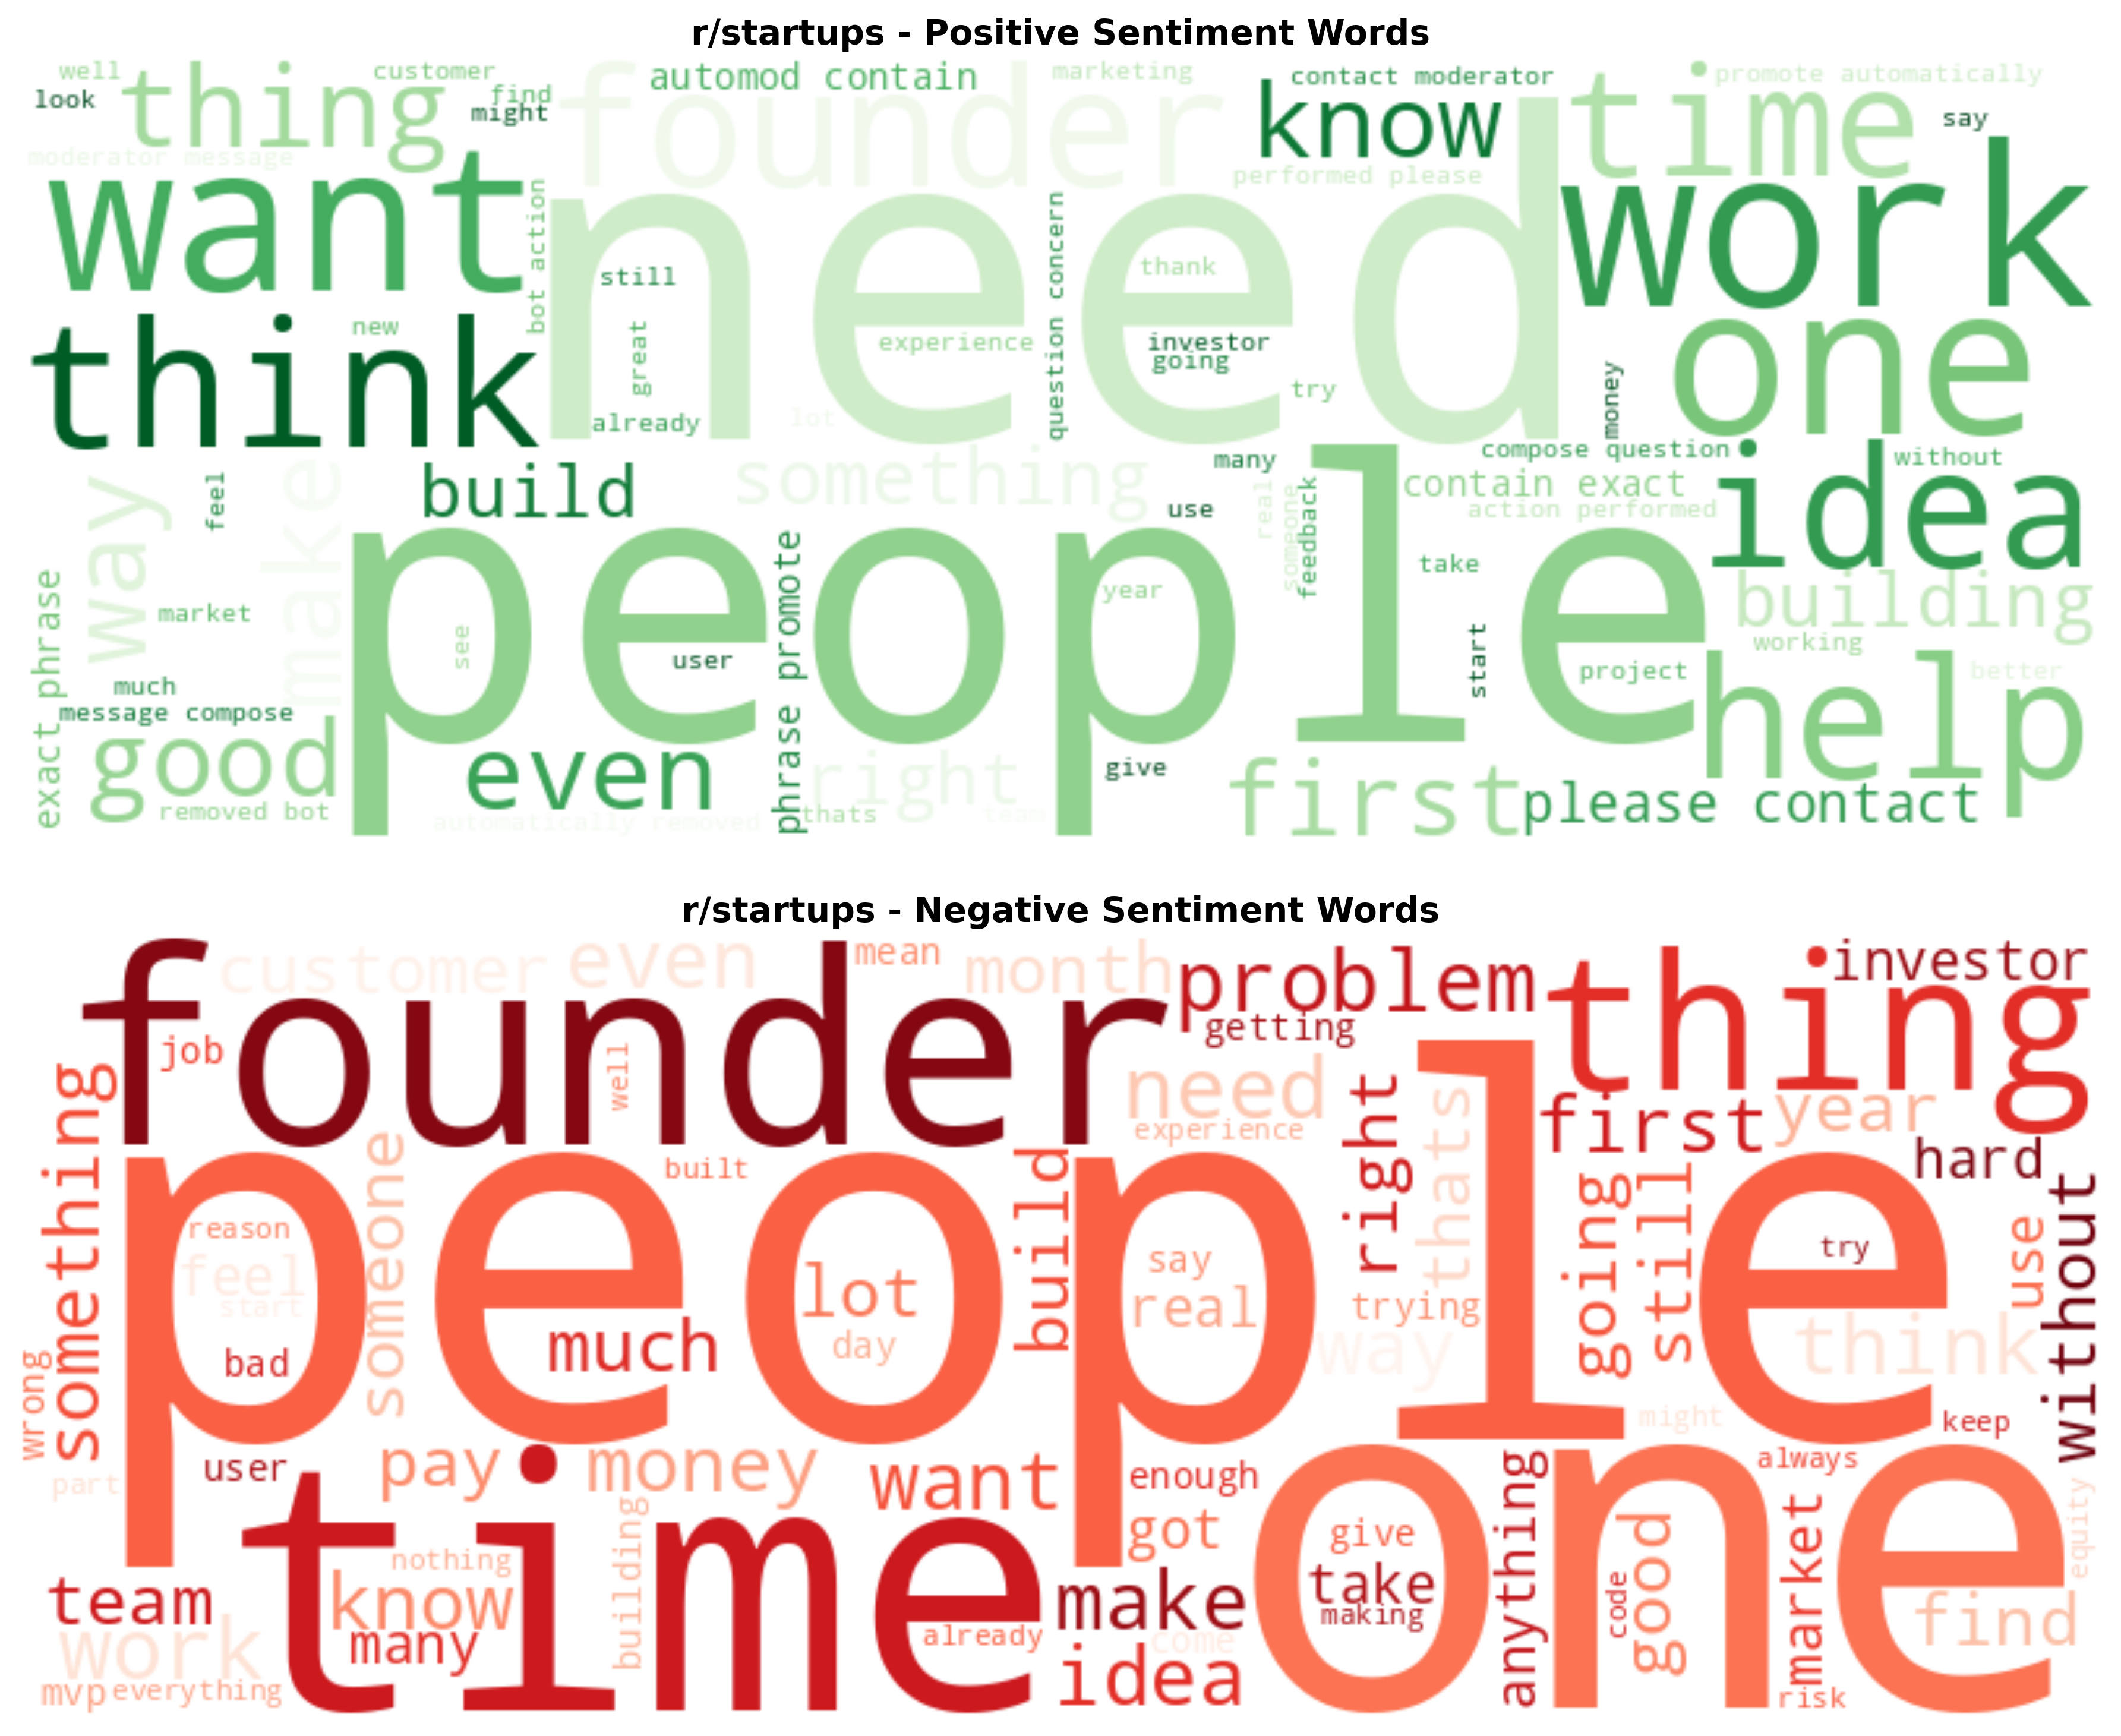 r/startups - Positive Sentiment Words
well
customer
automod contain
marketing
contact moderator
promote automatically
look
thing
find
might
founder
know
time
say
moderator message
performed please
want
bot action
need
work
still
question concern
thank
think
new
great
experience
investor
going
try
money
one
already
lot
compose question
idea
without
way
feel
make
build
something
many
real
someone
feedback
contain exact
action performed
use
people
take
building
exact phrase
market
see
user
phrase promote
year
start
project
working
better
help
much
message compose
good
removed bot
even
automatically removed
right
thats
team
give
first
please contact
r/startups - Negative Sentiment Words
founder
customer
even
mean
month
problem
thing
investor
job
well
getting
something
need
experience
right
thats
first
year
hard
people
built
build
someone
reason
feel
start
lot
day
say
real
trying
way
going
still
try
use
without
think
bad
much
wrong
might
keep
part
user
pay
money
want
enough
got
anything
one
always
equity
time
nothing
know
many
building
already
team
work
mvp
everything
make
come
idea
give
take
making
code
good
market
find
risk